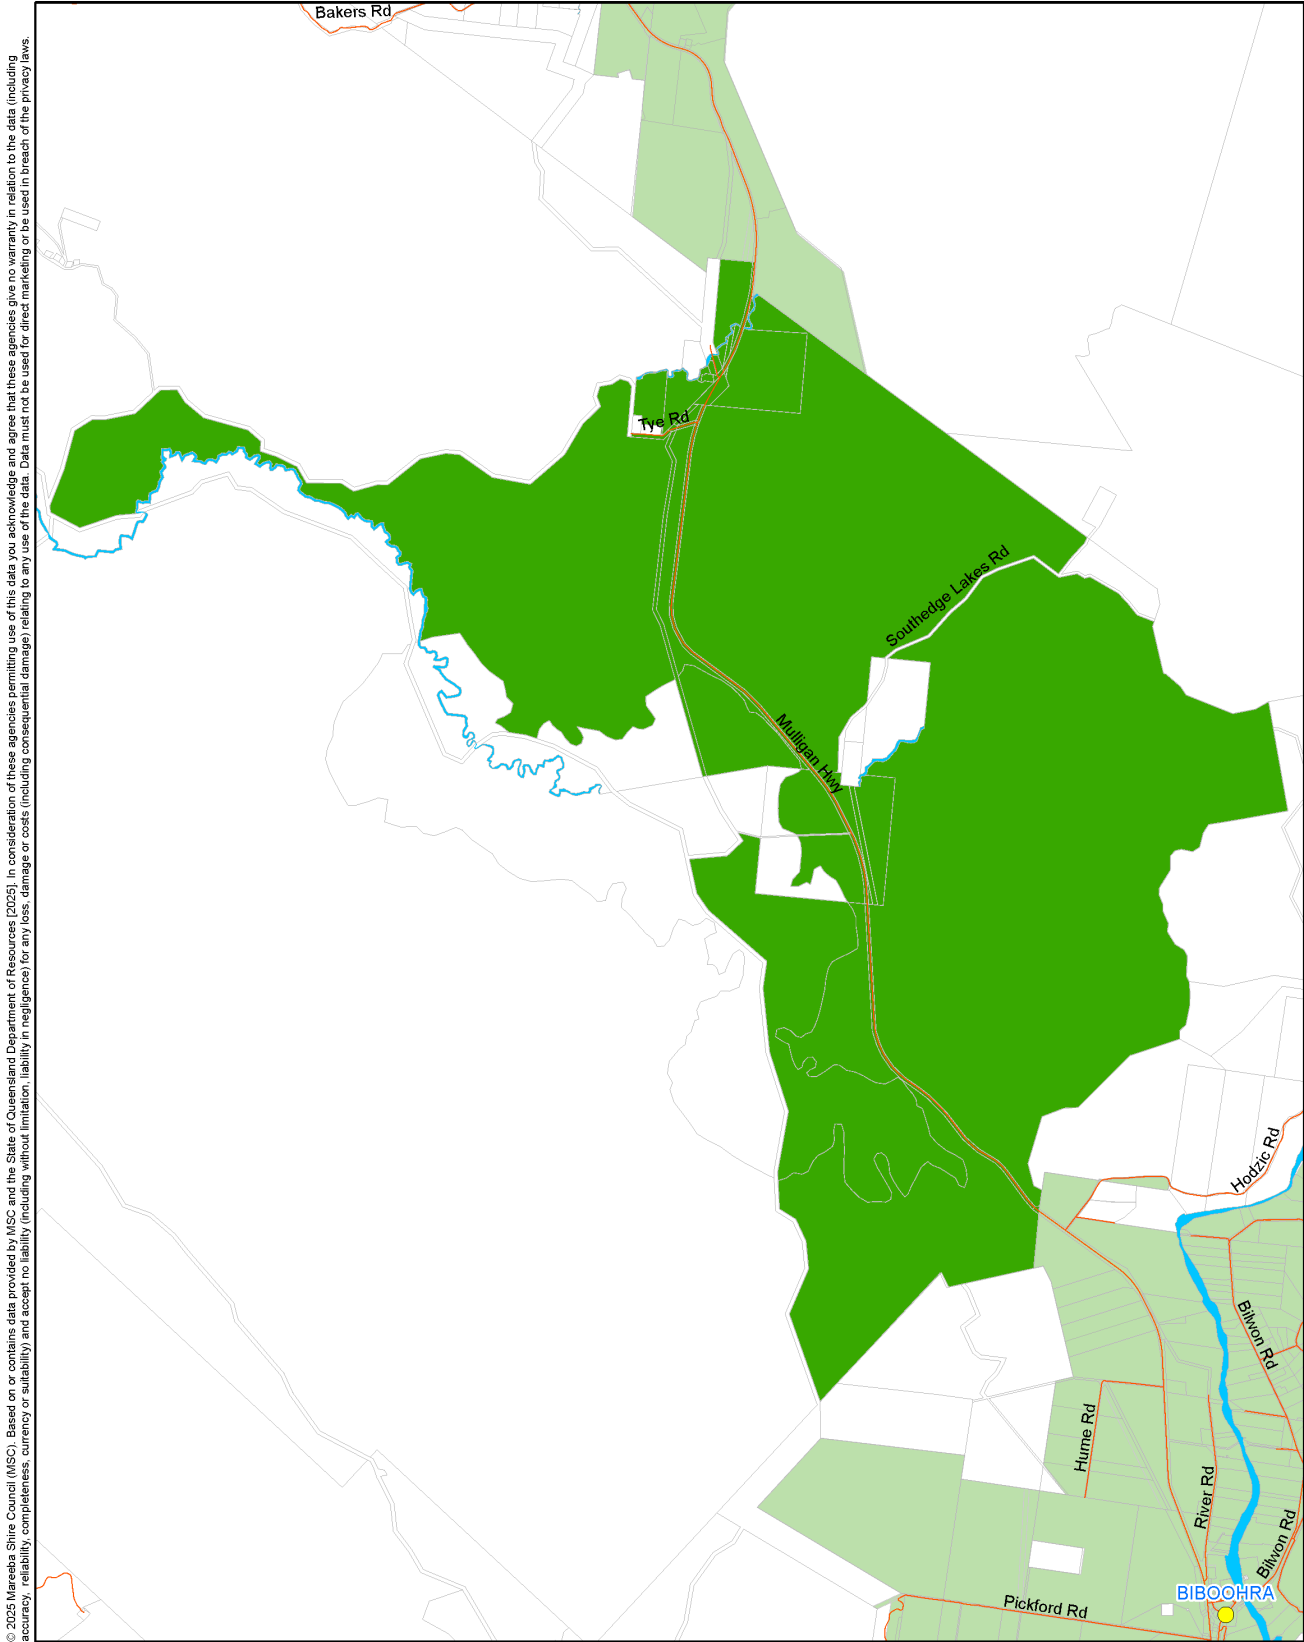 Bakers Rd
Tye Rd
Southedge Lakes Rd
Mulligan Hwy
Hodzic Rd
Bilwon Rd
Hume Rd
River Rd
Bilwon Rd
BIBOOHRA
Pickford Rd
© 2025 Mareeba Shire Council (MSC). Based on or contains data provided by MSC and the State of Queensland Department of Resources [2025]. In consideration of these agencies permitting use of this data you acknowledge and agree that these agencies give no warranty in relation to the data (including
accuracy, reliability, completeness, currency or suitability) and accept no liability (including without limitation, liability in negligence) for any loss, damage or costs (including consequential damage) relating to any use of the data. Data must not be used for direct marketing or be used in breach of the privacy laws.